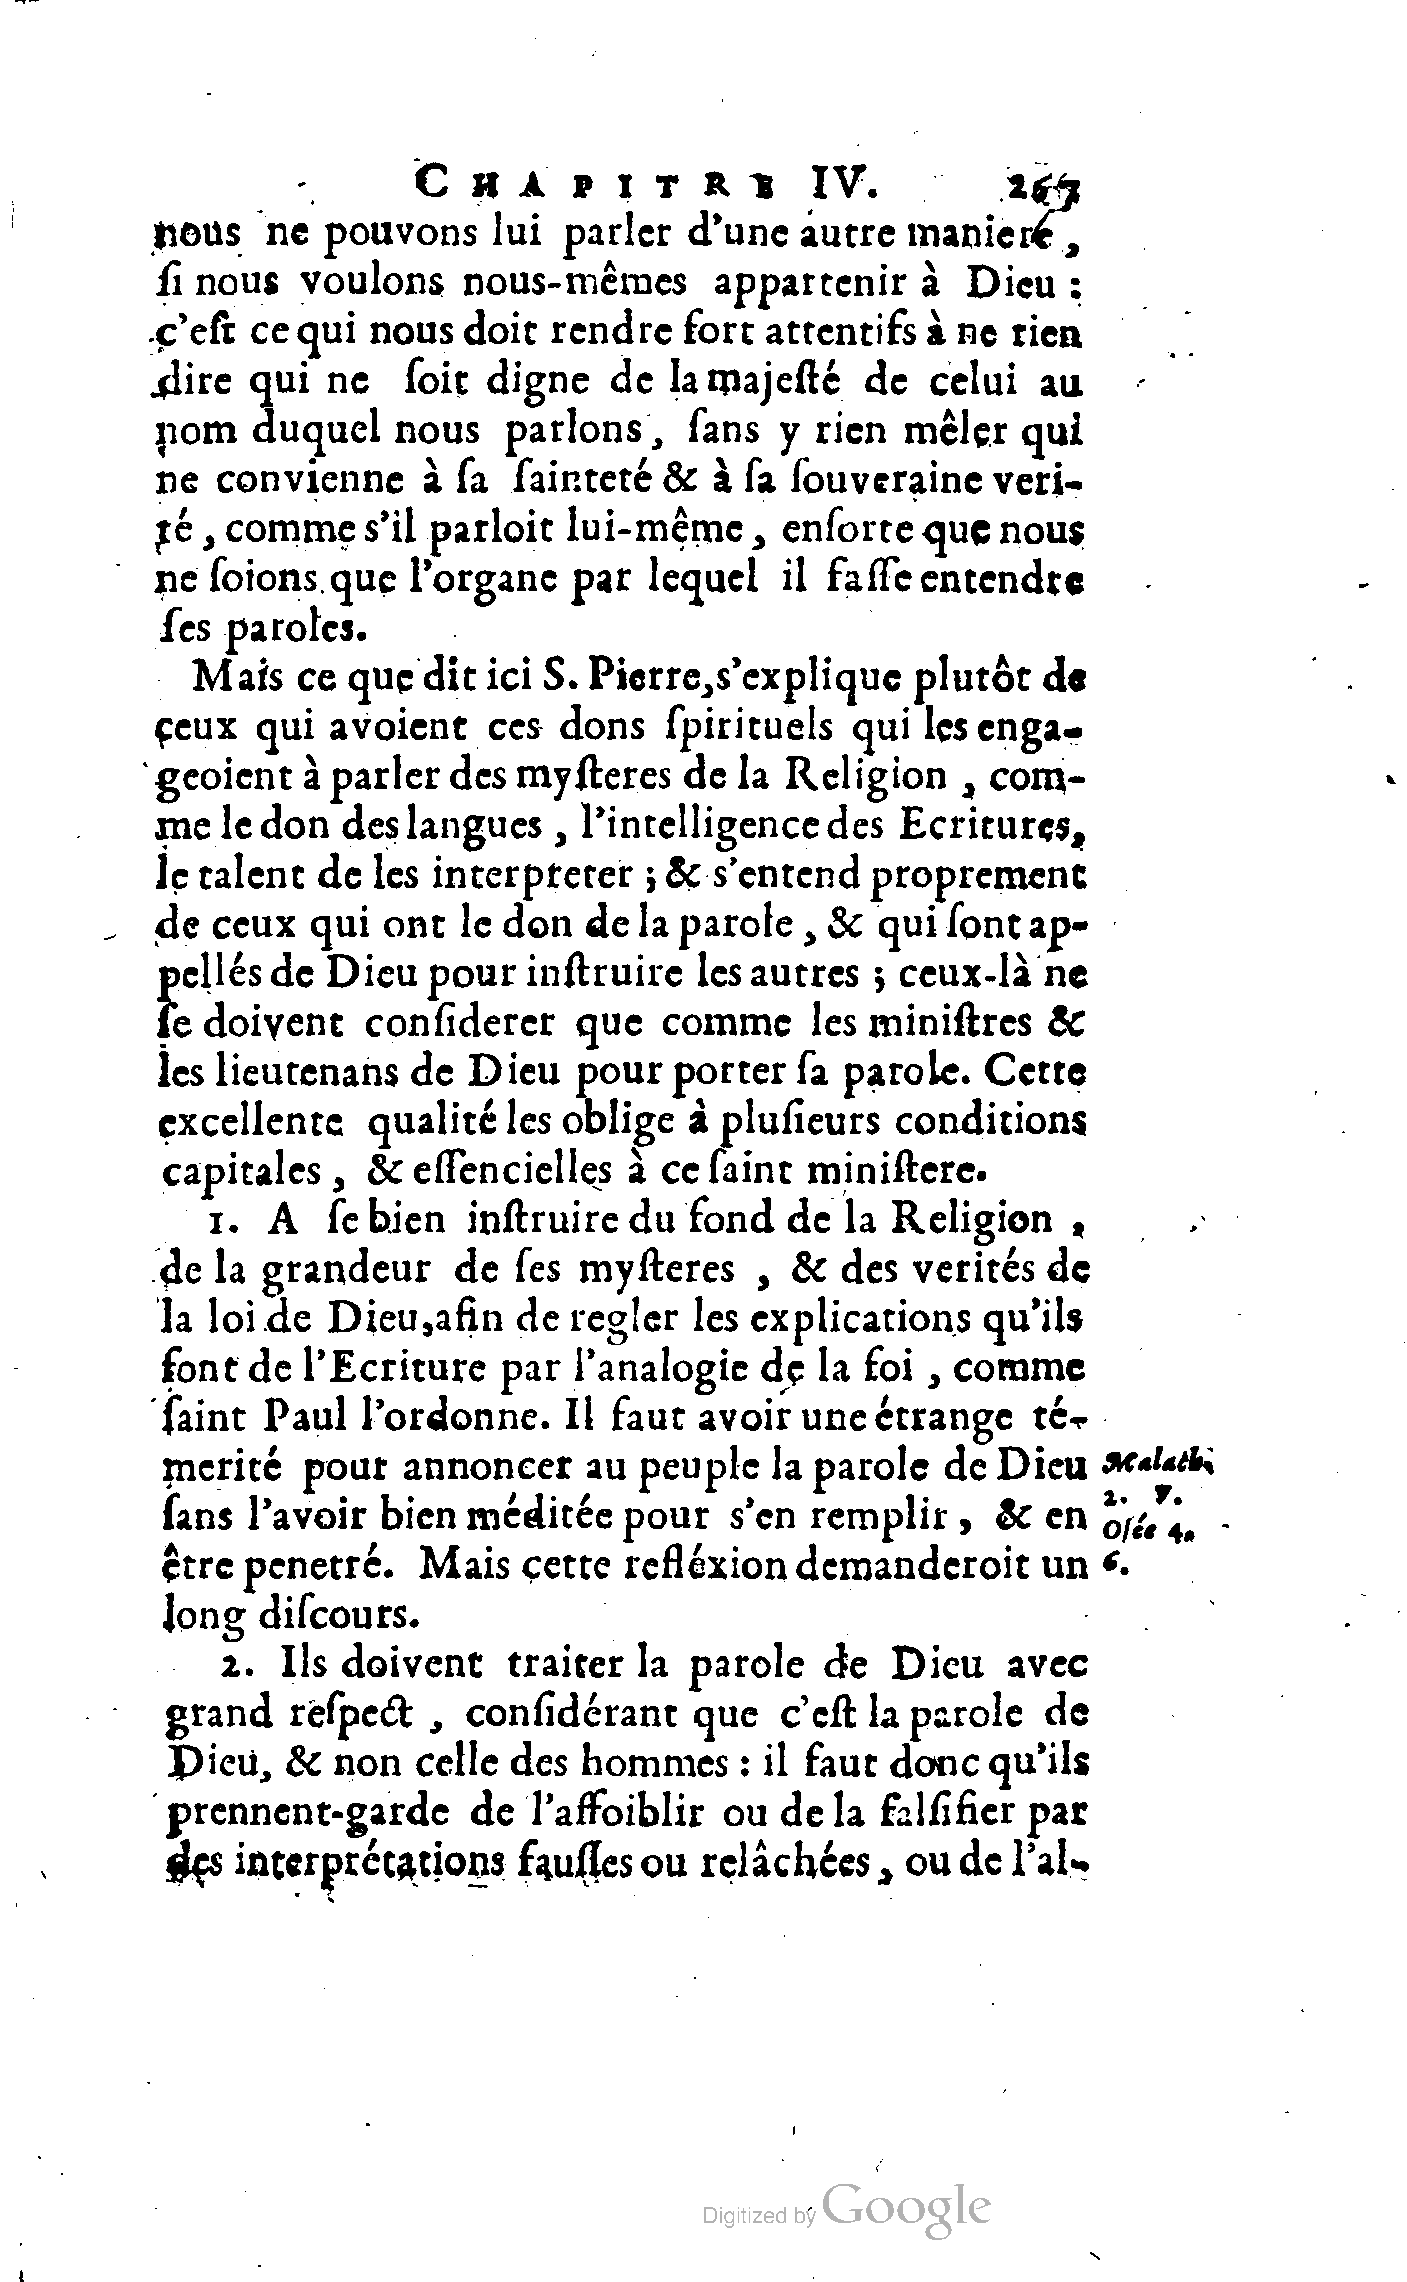 CHAPITRE IV. 267
nous ne pouvons lui parler d'une autre maniere,
ſi nous voulons nous-mêmes appartenir à Dieu :
c'eſt ce qui nous doit rendre fort attentifs à ne rien
dire qui ne ſoit digne de la majeſté de celui au
nom duquel nous parlons, ſans y rien mêler qui
ne convienne à ſa ſainteté & à ſa ſouveraine veri-
té, comme s'il parloit lui-même, enſorte que nous
ne ſoions que l'organe par lequel il faſſe entendre
ſes paroles.
Mais ce que dit ici S. Pierre, s'explique plutôt de
ceux qui avoient ces dons ſpirituels qui les enga-
geoient à parler des myſteres de la Religion, com-
me le don des langues, l'intelligence des Ecritures,
le talent de les interpreter ; & s'entend proprement
de ceux qui ont le don de la parole, & qui ſont ap-
pellés de Dieu pour inſtruire les autres ; ceux-là ne
ſe doivent conſiderer que comme les miniſtres &
les lieutenans de Dieu pour porter ſa parole. Cette
excellente qualité les oblige à pluſieurs conditions
capitales, & eſſencielles à ce ſaint miniſtere.
1. A ſe bien inſtruire du fond de la Religion,
de la grandeur de ſes myſteres, & des verités de
la loi de Dieu, afin de regler les explications qu'ils
font de l'Ecriture par l'analogie de la foi, comme
ſaint Paul l'ordonne. Il faut avoir une étrange té-
merité pour annoncer au peuple la parole de Dieu
ſans l'avoir bien méditée pour s'en remplir, & en
être penetré. Mais cette refléxion demanderoit un
long diſcours.
Malachi
2. 7.
Oſée 4.
6.
2. Ils doivent traiter la parole de Dieu avec
grand reſpect, conſidérant que c'eſt la parole de
Dieu, & non celle des hommes : il faut donc qu'ils
prennent-garde de l'affoiblir ou de la falſifier par
des interprétations fauſſes ou relâchées, ou de l'al-
Digitized by Google